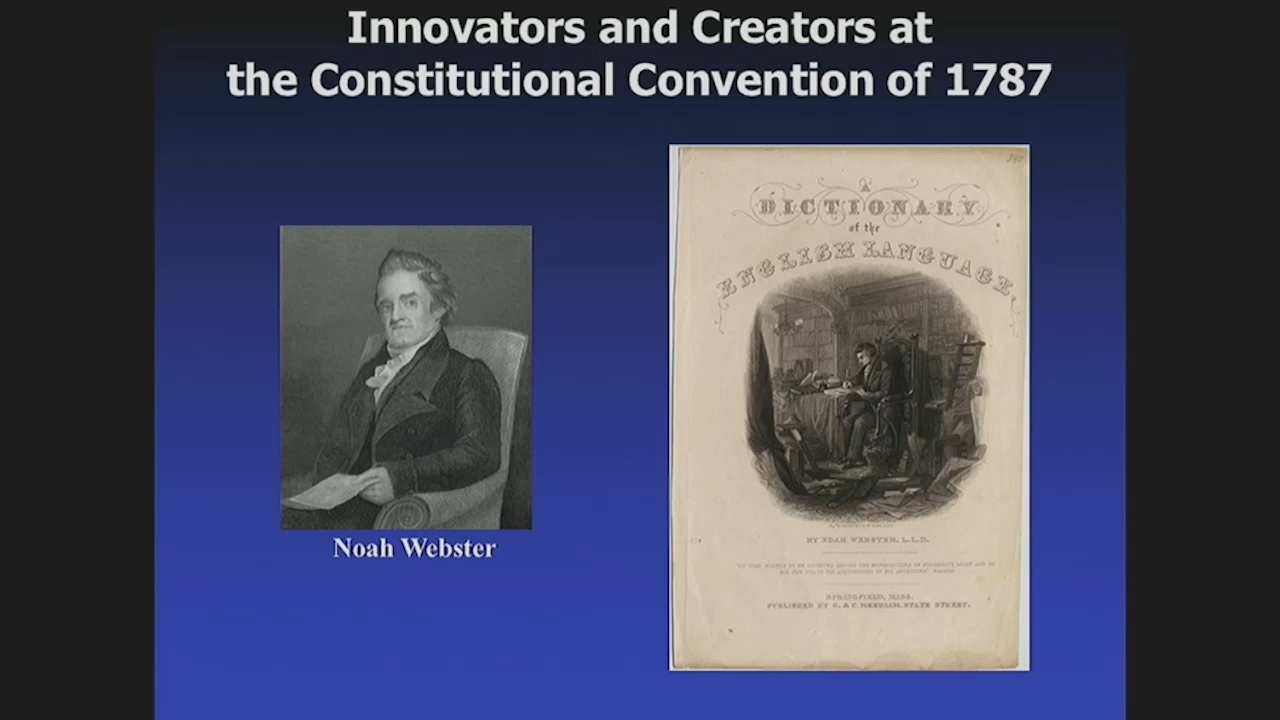 Innovators and Creators at
the Constitutional Convention of 1787
Noah Webster
A
DICTIONARY
of the
ENGLISH LANGUAGE,
BY NOAH WEBSTER, L.L.D.
SPRINGFIELD, MASS.
PUBLISHED BY G. & C. MERRIAM, STATE STREET.